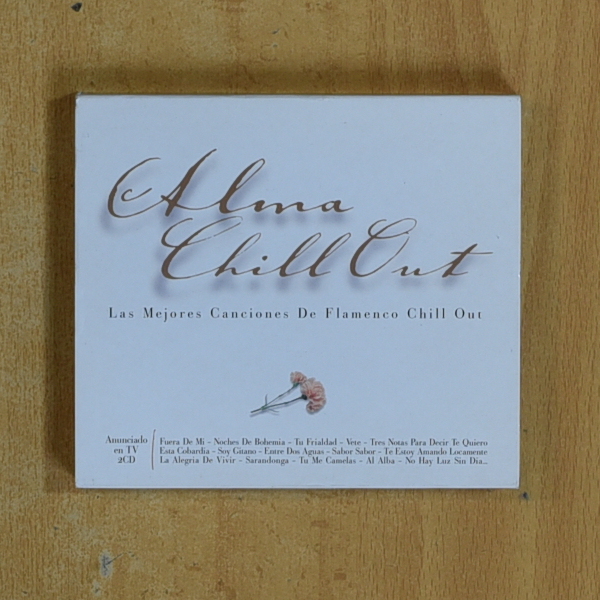 Alma
Chill Out
Las Mejores Canciones De Flamenco Chill Out
Anunciado
en TV
2CD
Fuera De Mi - Noches De Bohemia - Tu Frialdad - Vete - Tres Notas Para Decir Te Quiero
Esta Cobardia - Soy Gitano - Entre Dos Aguas - Sabor Sabor - Te Estoy Amando Locamente
La Alegria De Vivir - Sarandonga - Tu Me Camelas - Al Alba - No Hay Luz Sin Dia...